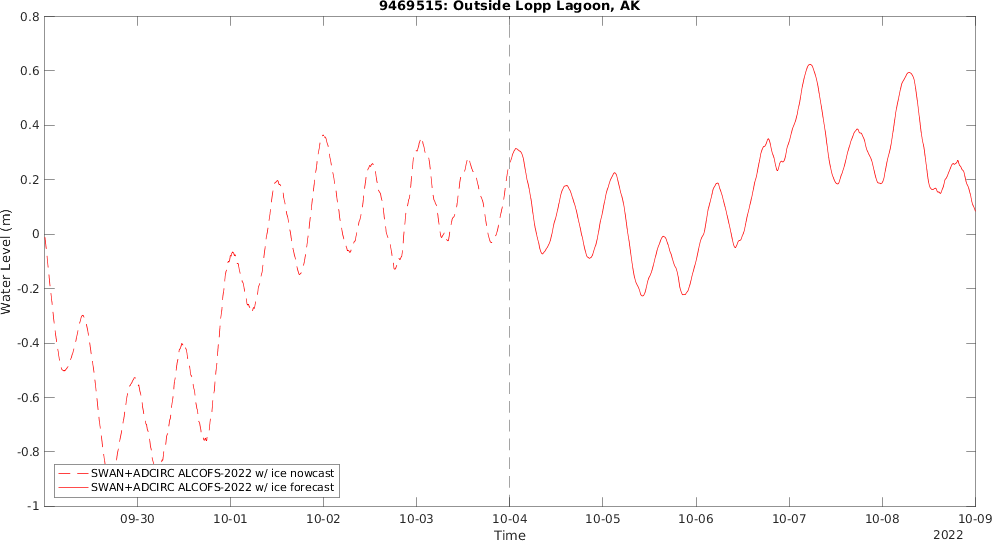 9469515: Outside Lopp Lagoon, AK
0.8
0.6
0.4
0.2
0
-0.2
-0.4
-0.6
-0.8
-1
Water Level (m)
SWAN+ADCIRC ALCOFS-2022 w/ ice nowcast
SWAN+ADCIRC ALCOFS-2022 w/ ice forecast
09-30 10-01 10-02 10-03 10-04 10-05 10-06 10-07 10-08 10-09
Time
2022